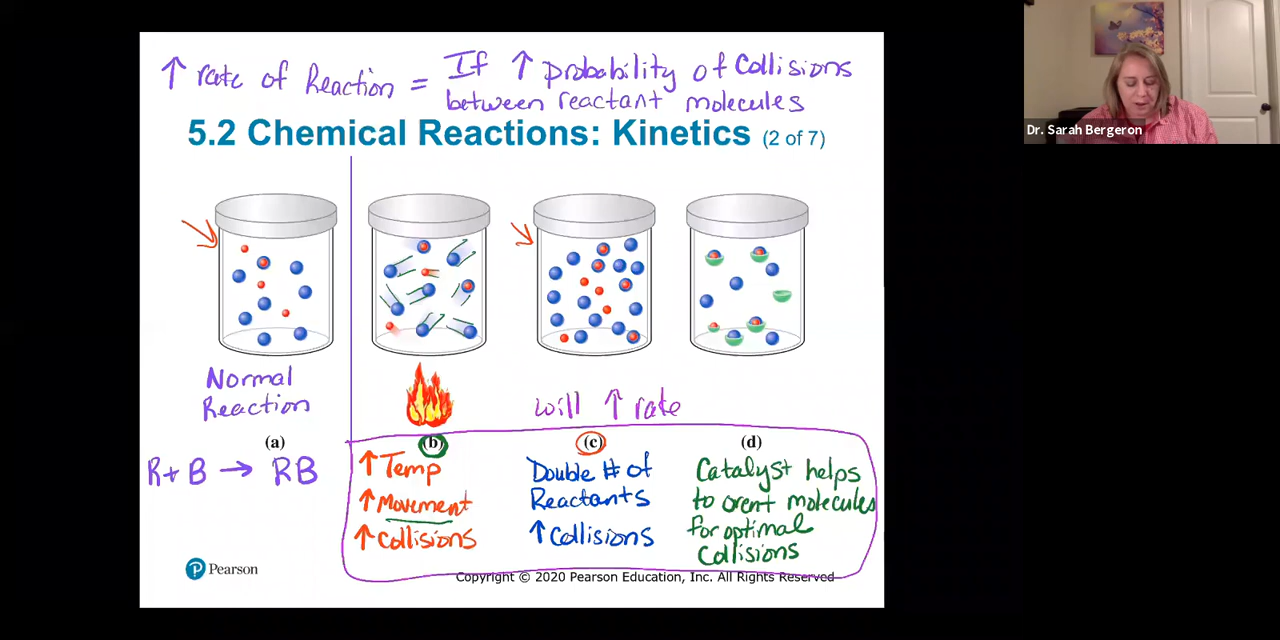 ↑ rate of Reaction = If ↑ probability of Collisions
between reactant molecules
5.2 Chemical Reactions: Kinetics (2 of 7)
Normal
Reaction
(a)
R + B → RB
will ↑ rate
(b)
↑ Temp
↑ Movement
↑ Collisions
(c)
Double # of
Reactants
↑ Collisions
(d)
Catalyst helps
to orent molecules
for optimal
Collisions
Pearson
Copyright © 2020 Pearson Education, Inc. All Rights Reserved
Dr. Sarah Bergeron